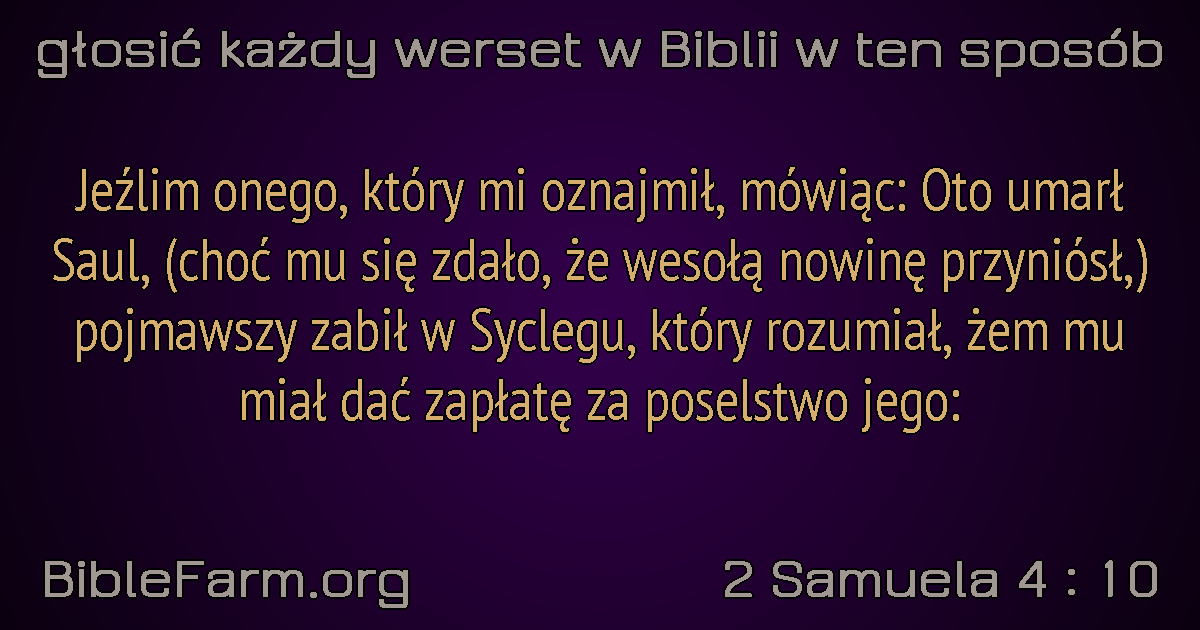 głosić każdy werset w Biblii w ten sposób
Jeźlim onego, który mi oznajmił, mówiąc: Oto umarł
Saul, (choć mu się zdało, że wesołą nowinę przyniósł,)
pojmawszy zabił w Syclegu, który rozumiał, żem mu
miał dać zapłatę za poselstwo jego:
BibleFarm.org
2 Samuela 4 : 10